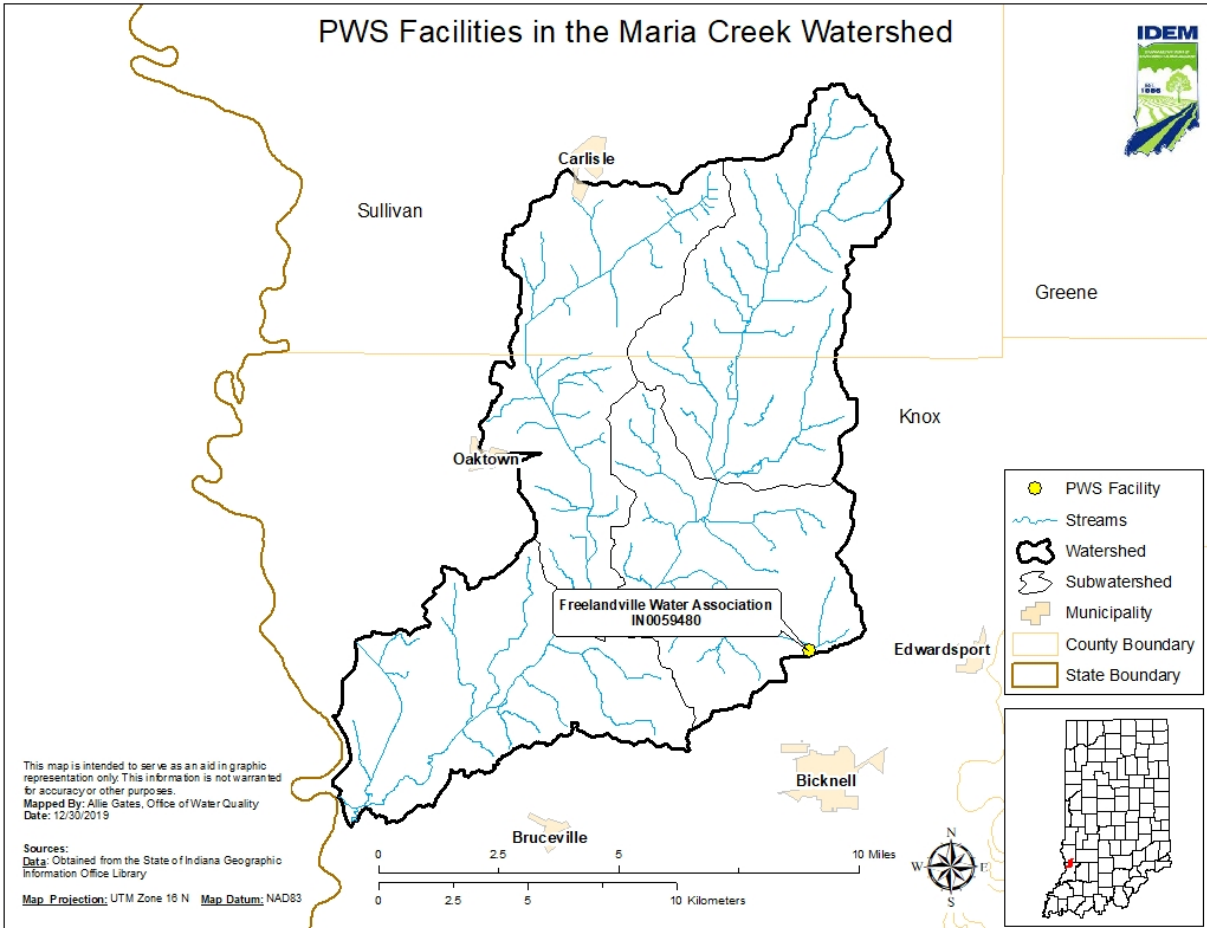 PWS Facilities in the Maria Creek Watershed
IDEM
Carlisle
Sullivan
Greene
Knox
Oaktown
PWS Facility
Streams
Watershed
Subwatershed
Municipality
County Boundary
State Boundary
Freelandville Water Association
IN0059480
Edwardsport
Bicknell
Bruceville
This map is intended to serve as an aid in graphic
representation only. This information is not warranted
for accuracy or other purposes.
Mapped By: Allie Gates, Office of Water Quality
Date: 12/30/2019
Sources:
Data: Obtained from the State of Indiana Geographic
Information Office Library
Map Projection: UTM Zone 16 N Map Datum: NAD83
0 2.5 5 10 Miles
0 2.5 5 10 Kilometers
N
W E
S